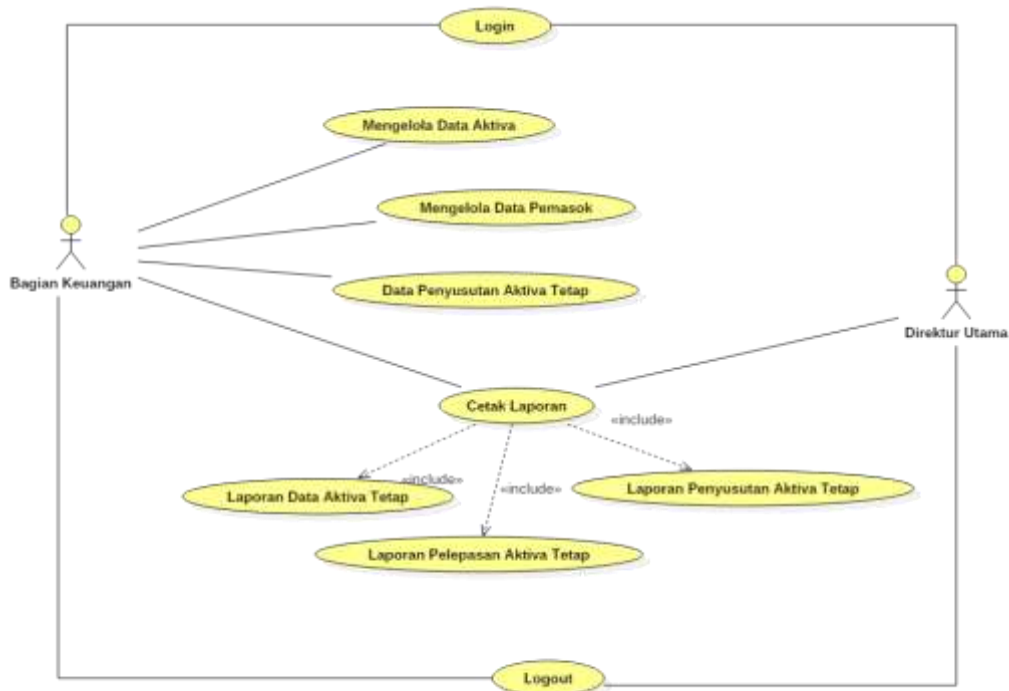 Login
Mengelola Data Aktiva
Mengelola Data Pemasok
Bagian Keuangan
Data Penyusutan Aktiva Tetap
Direktur Utama
Cetak Laporan
«include»
«include»
«include»
Laporan Data Aktiva Tetap
Laporan Penyusutan Aktiva Tetap
Laporan Pelepasan Aktiva Tetap
Logout